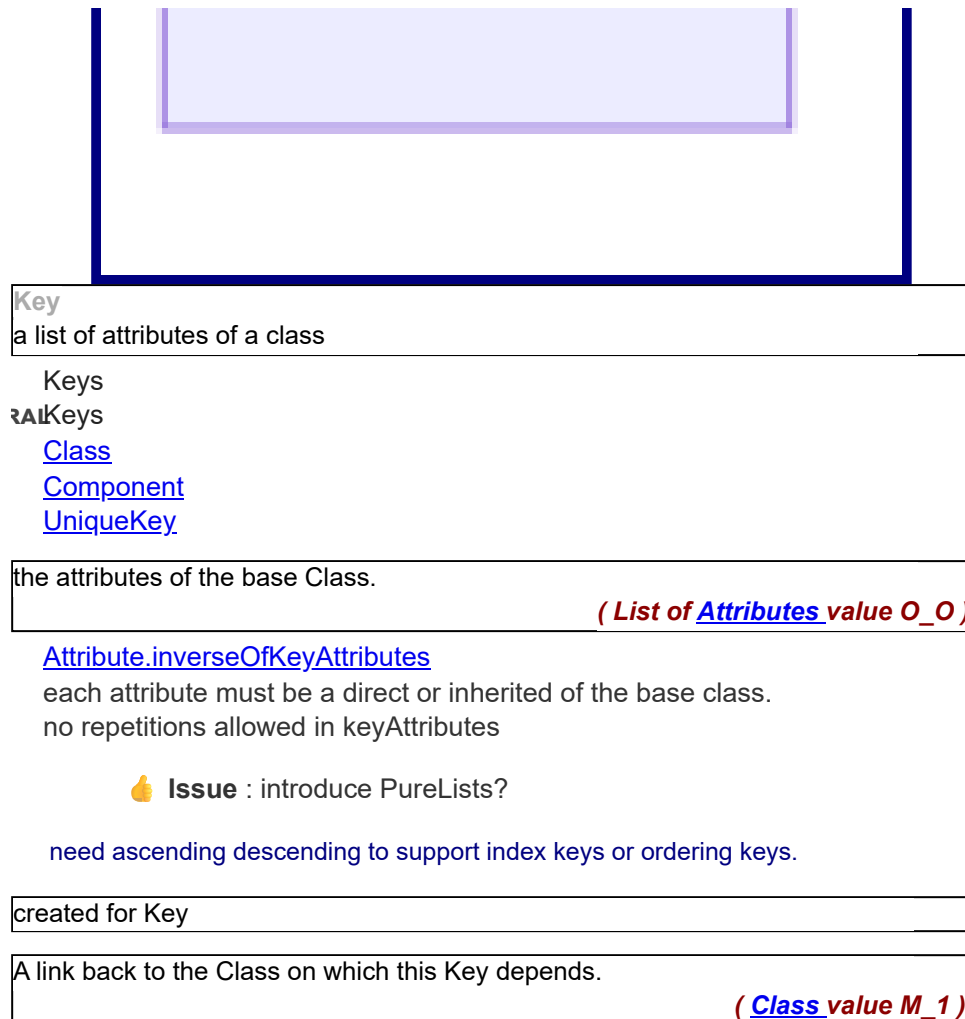 Key
a list of attributes of a class
Keys
RAL Keys
Class
Component
UniqueKey
the attributes of the base Class.
( List of Attributes value O_O )
Attribute.inverseOfKeyAttributes
each attribute must be a direct or inherited of the base class.
no repetitions allowed in keyAttributes
👍 Issue : introduce PureLists?
need ascending descending to support index keys or ordering keys.
created for Key
A link back to the Class on which this Key depends.
( Class value M_1 )